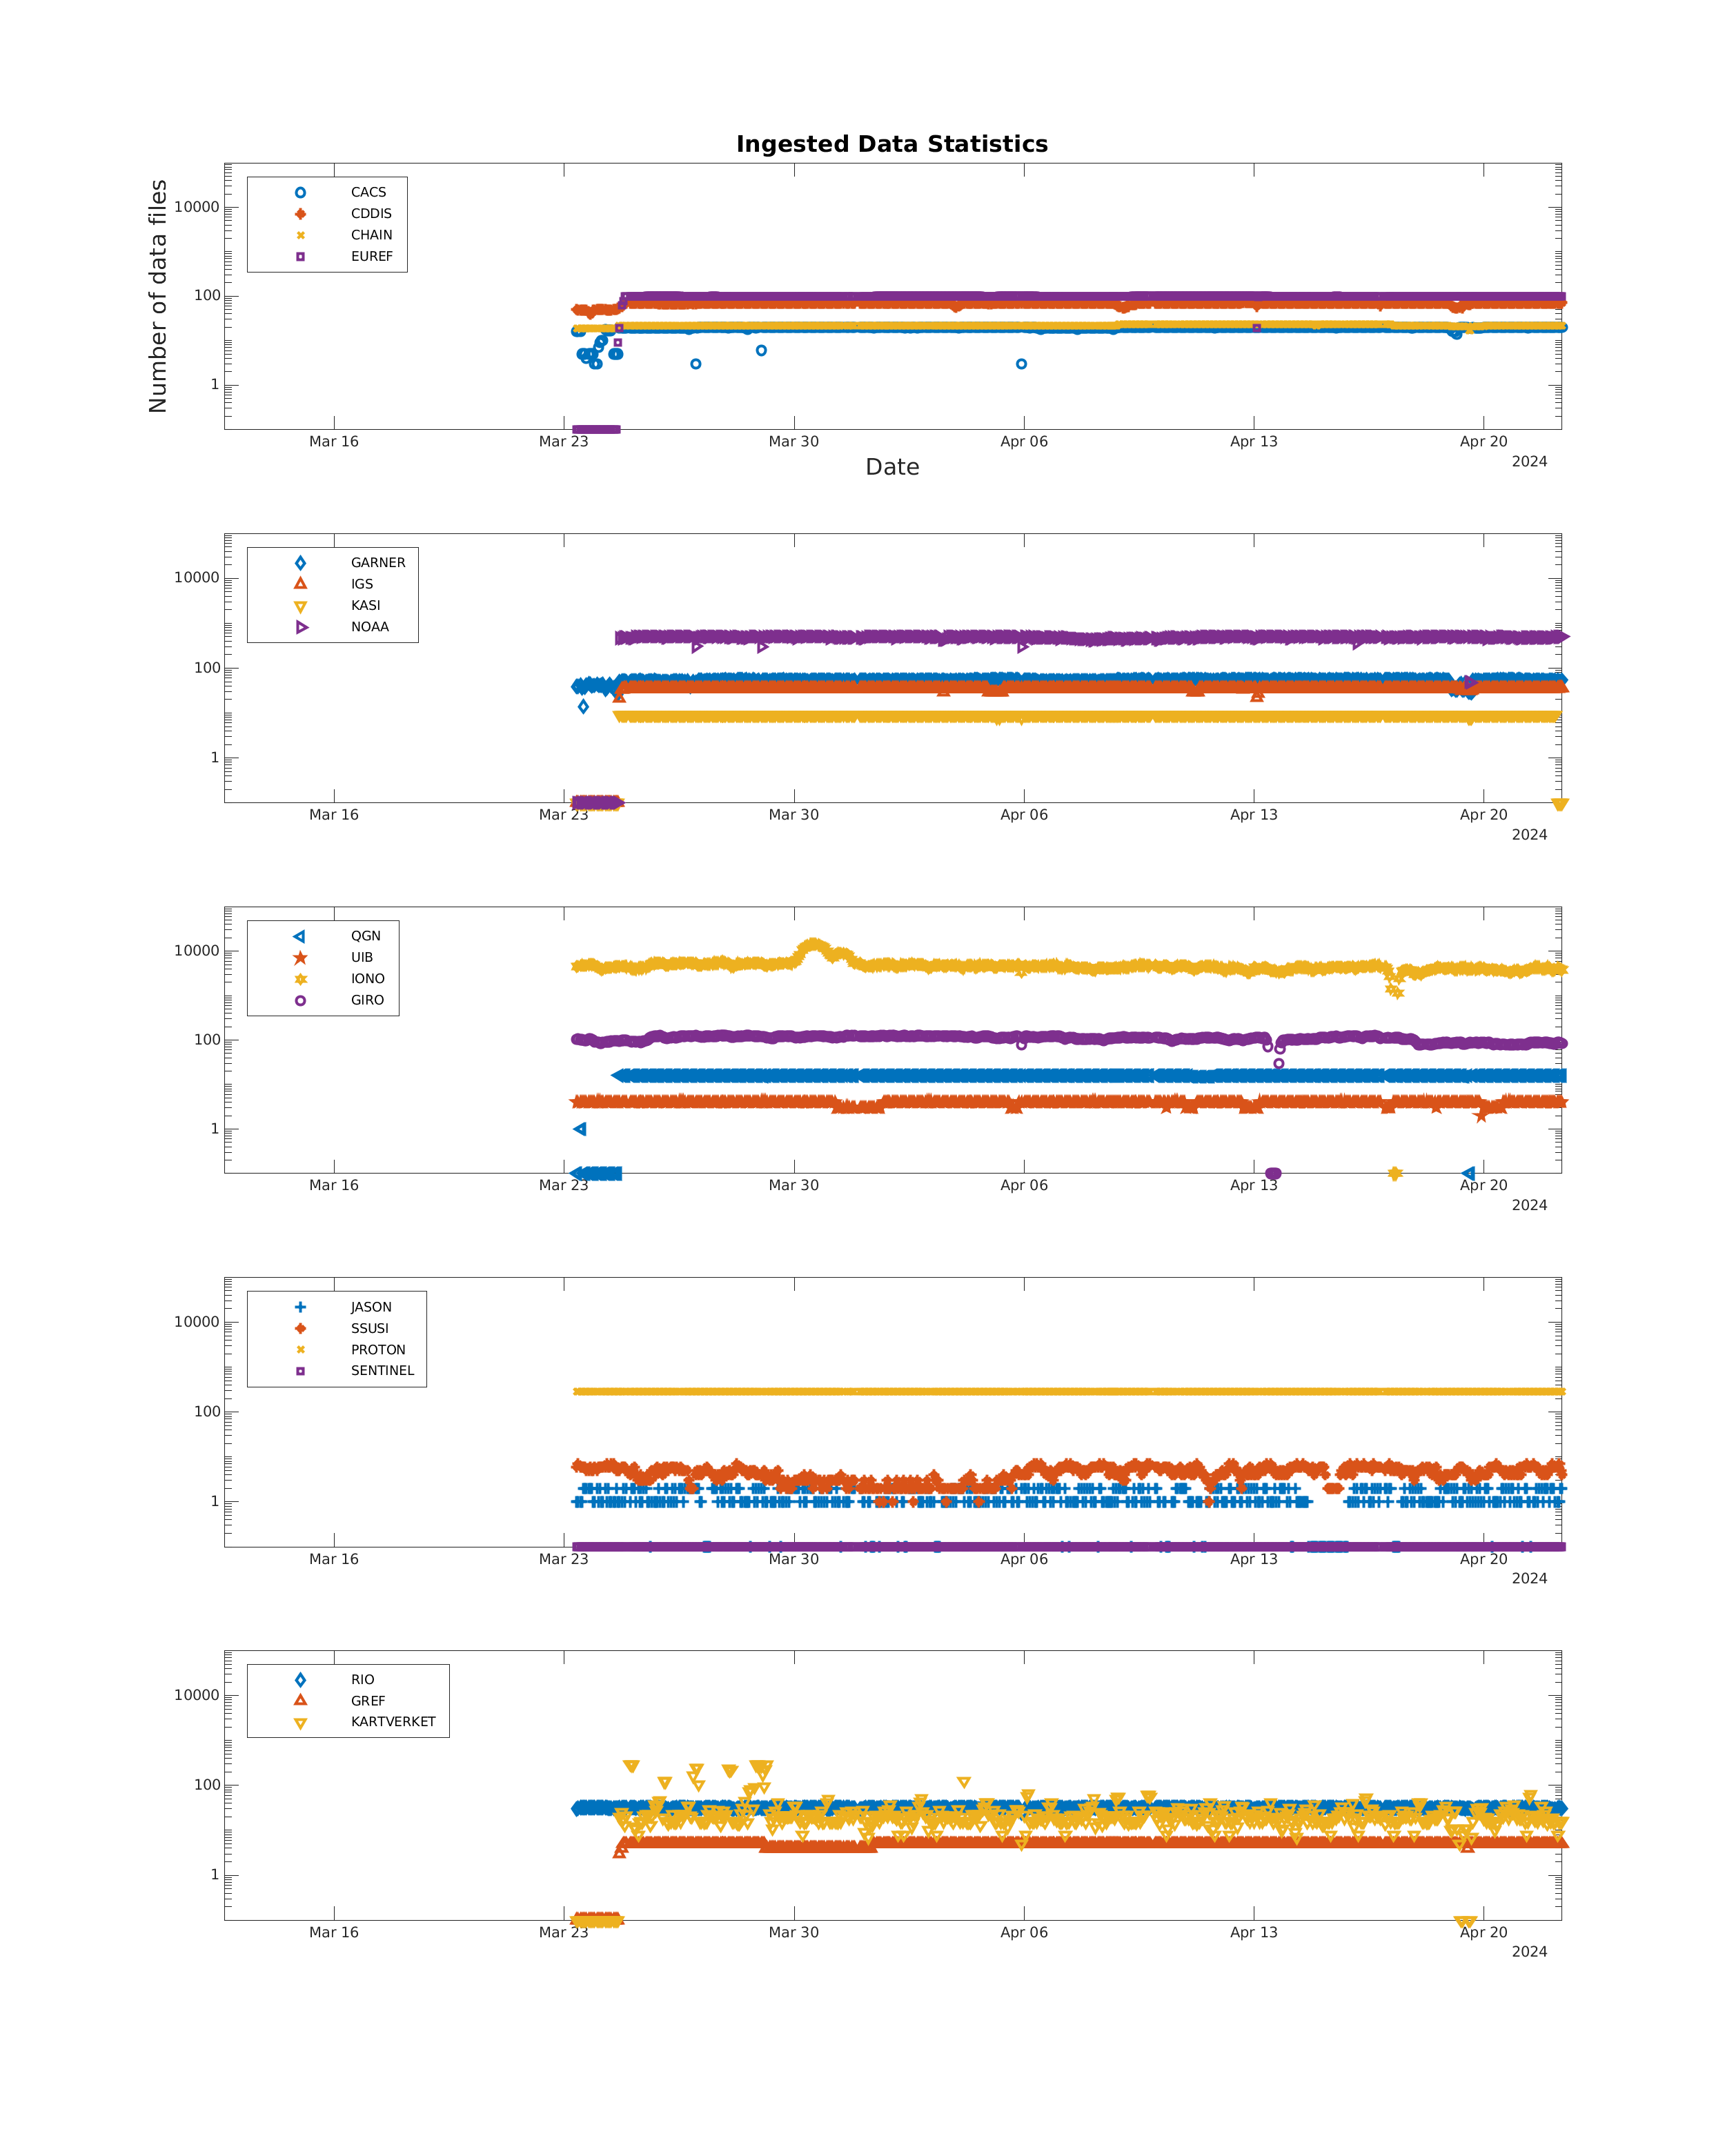 Ingested Data Statistics
Number of data files
CACS
CDDIS
CHAIN
EUREF
10000
100
1
Mar 16 Mar 23 Mar 30 Apr 06 Apr 13 Apr 20
2024
Date
GARNER
IGS
KASI
NOAA
10000
100
1
Mar 16 Mar 23 Mar 30 Apr 06 Apr 13 Apr 20
2024
QGN
UIB
IONO
GIRO
10000
100
1
Mar 16 Mar 23 Mar 30 Apr 06 Apr 13 Apr 20
2024
JASON
SSUSI
PROTON
SENTINEL
10000
100
1
Mar 16 Mar 23 Mar 30 Apr 06 Apr 13 Apr 20
2024
RIO
GREF
KARTVERKET
10000
100
1
Mar 16 Mar 23 Mar 30 Apr 06 Apr 13 Apr 20
2024